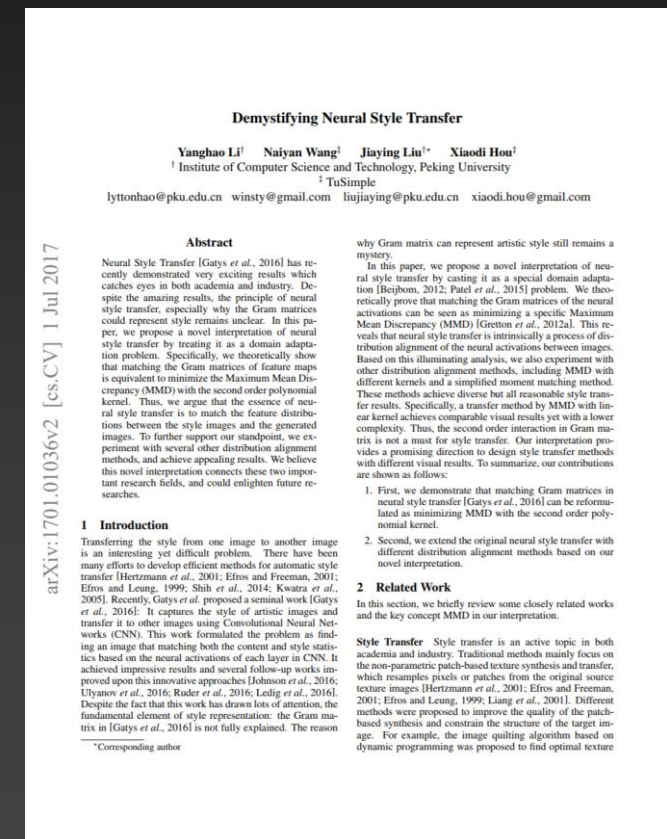 Demystifying Neural Style Transfer
Yanghao Li† Naiyan Wang‡ Jiaying Liu†* Xiaodi Hou‡
† Institute of Computer Science and Technology, Peking University
‡ TuSimple
lyttonhao@pku.edu.cn winsty@gmail.com liujiaying@pku.edu.cn xiaodi.hou@gmail.com
arXiv:1701.01036v2 [cs.CV] 1 Jul 2017
Abstract
Neural Style Transfer [Gatys et al., 2016] has re-
cently demonstrated very exciting results which
catches eyes in both academia and industry. De-
spite the amazing results, the principle of neural
style transfer, especially why the Gram matrices
could represent style remains unclear. In this pa-
per, we propose a novel interpretation of neural
style transfer by treating it as a domain adapta-
tion problem. Specifically, we theoretically show
that matching the Gram matrices of feature maps
is equivalent to minimize the Maximum Mean Dis-
crepancy (MMD) with the second order polynomial
kernel. Thus, we argue that the essence of neu-
ral style transfer is to match the feature distribu-
tions between the style images and the generated
images. To further support our standpoint, we ex-
periment with several other distribution alignment
methods, and achieve appealing results. We believe
this novel interpretation connects these two impor-
tant research fields, and could enlighten future re-
searches.
1 Introduction
Transferring the style from one image to another image
is an interesting yet difficult problem. There have been
many efforts to develop efficient methods for automatic style
transfer [Hertzmann et al., 2001; Efros and Freeman, 2001;
Efros and Leung, 1999; Shih et al., 2014; Kwatra et al.,
2005]. Recently, Gatys et al. proposed a seminal work [Gatys
et al., 2016]: It captures the style of artistic images and
transfer it to other images using Convolutional Neural Net-
works (CNN). This work formulated the problem as find-
ing an image that matching both the content and style statis-
tics based on the neural activations of each layer in CNN. It
achieved impressive results and several follow-up works im-
proved upon this innovative approaches [Johnson et al., 2016;
Ulyanov et al., 2016; Ruder et al., 2016; Ledig et al., 2016].
Despite the fact that this work has drawn lots of attention, the
fundamental element of style representation: the Gram ma-
trix in [Gatys et al., 2016] is not fully explained. The reason
*Corresponding author
why Gram matrix can represent artistic style still remains a
mystery.
In this paper, we propose a novel interpretation of neu-
ral style transfer by casting it as a special domain adapta-
tion [Beijbom, 2012; Patel et al., 2015] problem. We theo-
retically prove that matching the Gram matrices of the neural
activations can be seen as minimizing a specific Maximum
Mean Discrepancy (MMD) [Gretton et al., 2012a]. This re-
veals that neural style transfer is intrinsically a process of dis-
tribution alignment of the neural activations between images.
Based on this illuminating analysis, we also experiment with
other distribution alignment methods, including MMD with
different kernels and a simplified moment matching method.
These methods achieve diverse but all reasonable style trans-
fer results. Specifically, a transfer method by MMD with lin-
ear kernel achieves comparable visual results yet with a lower
complexity. Thus, the second order interaction in Gram ma-
trix is not a must for style transfer. Our interpretation pro-
vides a promising direction to design style transfer methods
with different visual results. To summarize, our contributions
are shown as follows:
1. First, we demonstrate that matching Gram matrices in
neural style transfer [Gatys et al., 2016] can be reformu-
lated as minimizing MMD with the second order poly-
nomial kernel.
2. Second, we extend the original neural style transfer with
different distribution alignment methods based on our
novel interpretation.
2 Related Work
In this section, we briefly review some closely related works
and the key concept MMD in our interpretation.
Style Transfer Style transfer is an active topic in both
academia and industry. Traditional methods mainly focus on
the non-parametric patch-based texture synthesis and transfer,
which resamples pixels or patches from the original source
texture images [Hertzmann et al., 2001; Efros and Freeman,
2001; Efros and Leung, 1999; Liang et al., 2001]. Different
methods were proposed to improve the quality of the patch-
based synthesis and constrain the structure of the target im-
age. For example, the image quilting algorithm based on
dynamic programming was proposed to find optimal texture